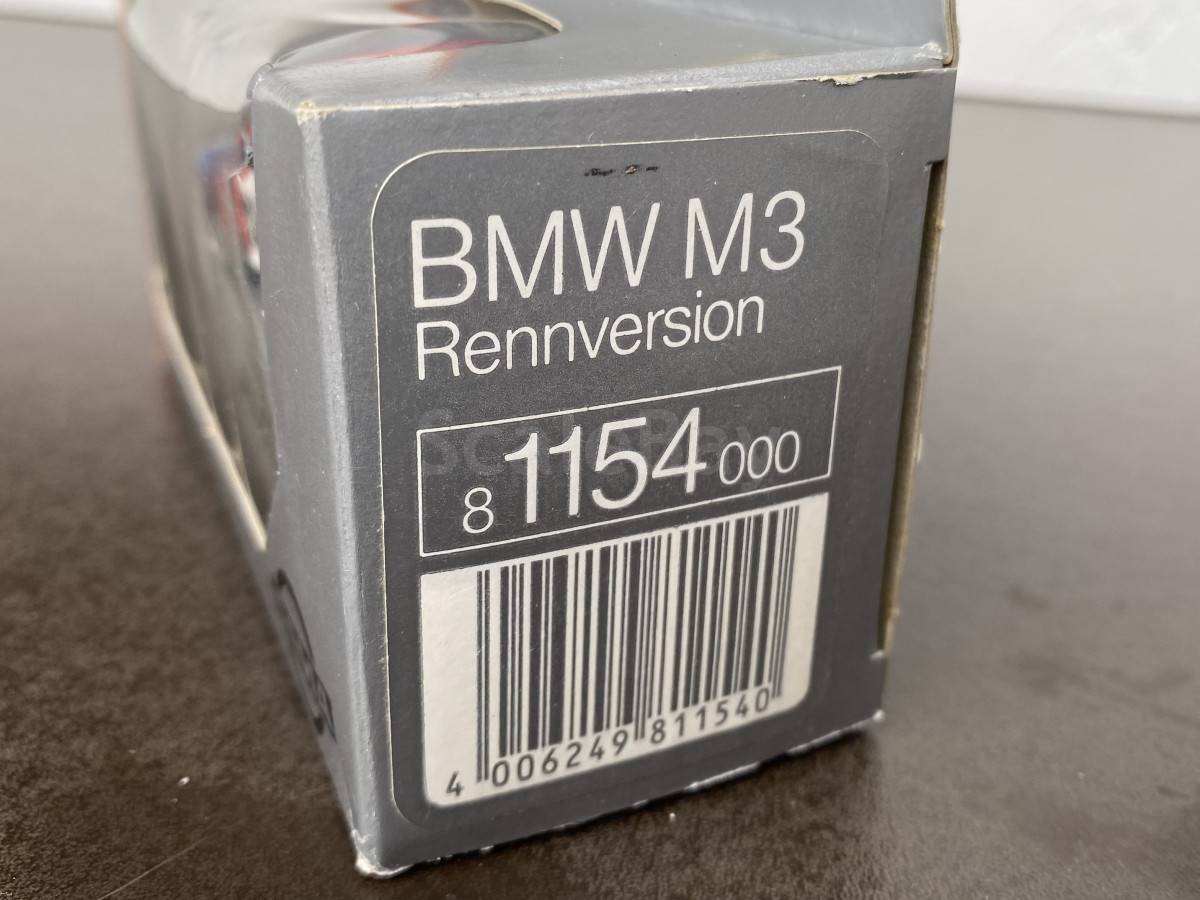 BMW M3
Rennversion
8 1154 000
4 006249 811540